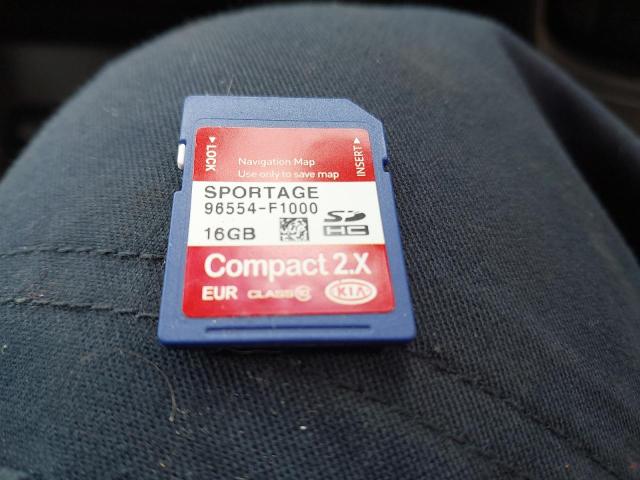 LOCK
INSERT
Navigation Map
Use only to save map
SPORTAGE
96554-F1000
16GB
SD
HC
Compact 2.X
EUR CLASS
KIA